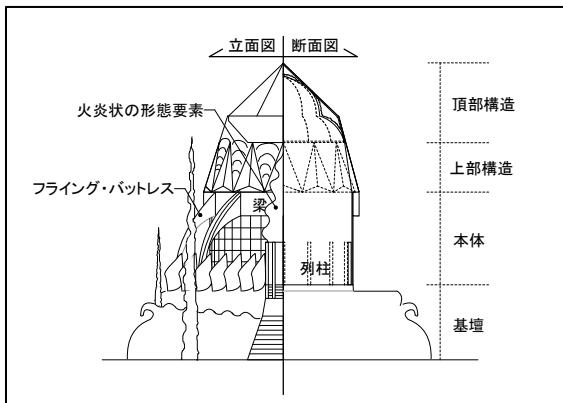 立面図 断面図
火炎状の形態要素
頂部構造
上部構造
フライング・バットレス
梁
本体
列柱
基壇